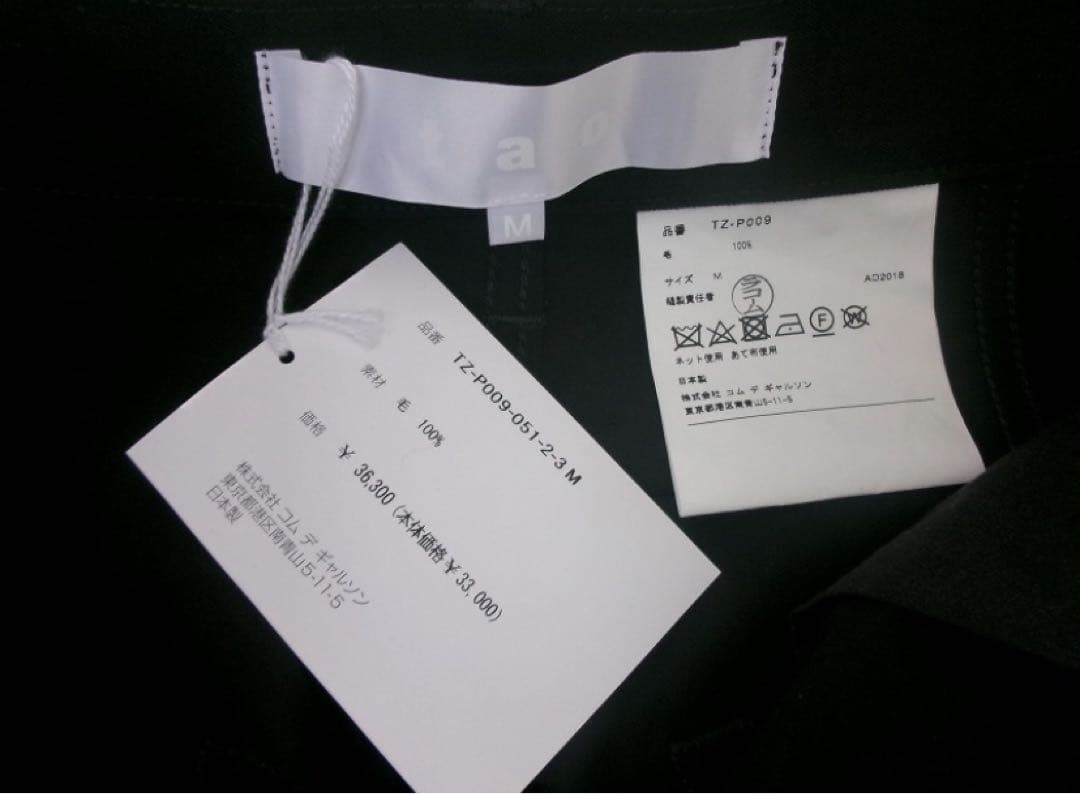 tao
M
品番 TZ-P009
毛 100%
サイズ M AD2018
縫製責任者 コム
F W
ネット使用 あて布使用
日本製
株式会社 コム デ ギャルソン
東京都港区南青山5-11-5
品番 TZ-P009-051-2-3 M
素材 毛 100%
価格 ¥ 36,300 (本体価格 ¥ 33,000)
株式会社 コム デ ギャルソン
東京都港区南青山5-11-5
日本製